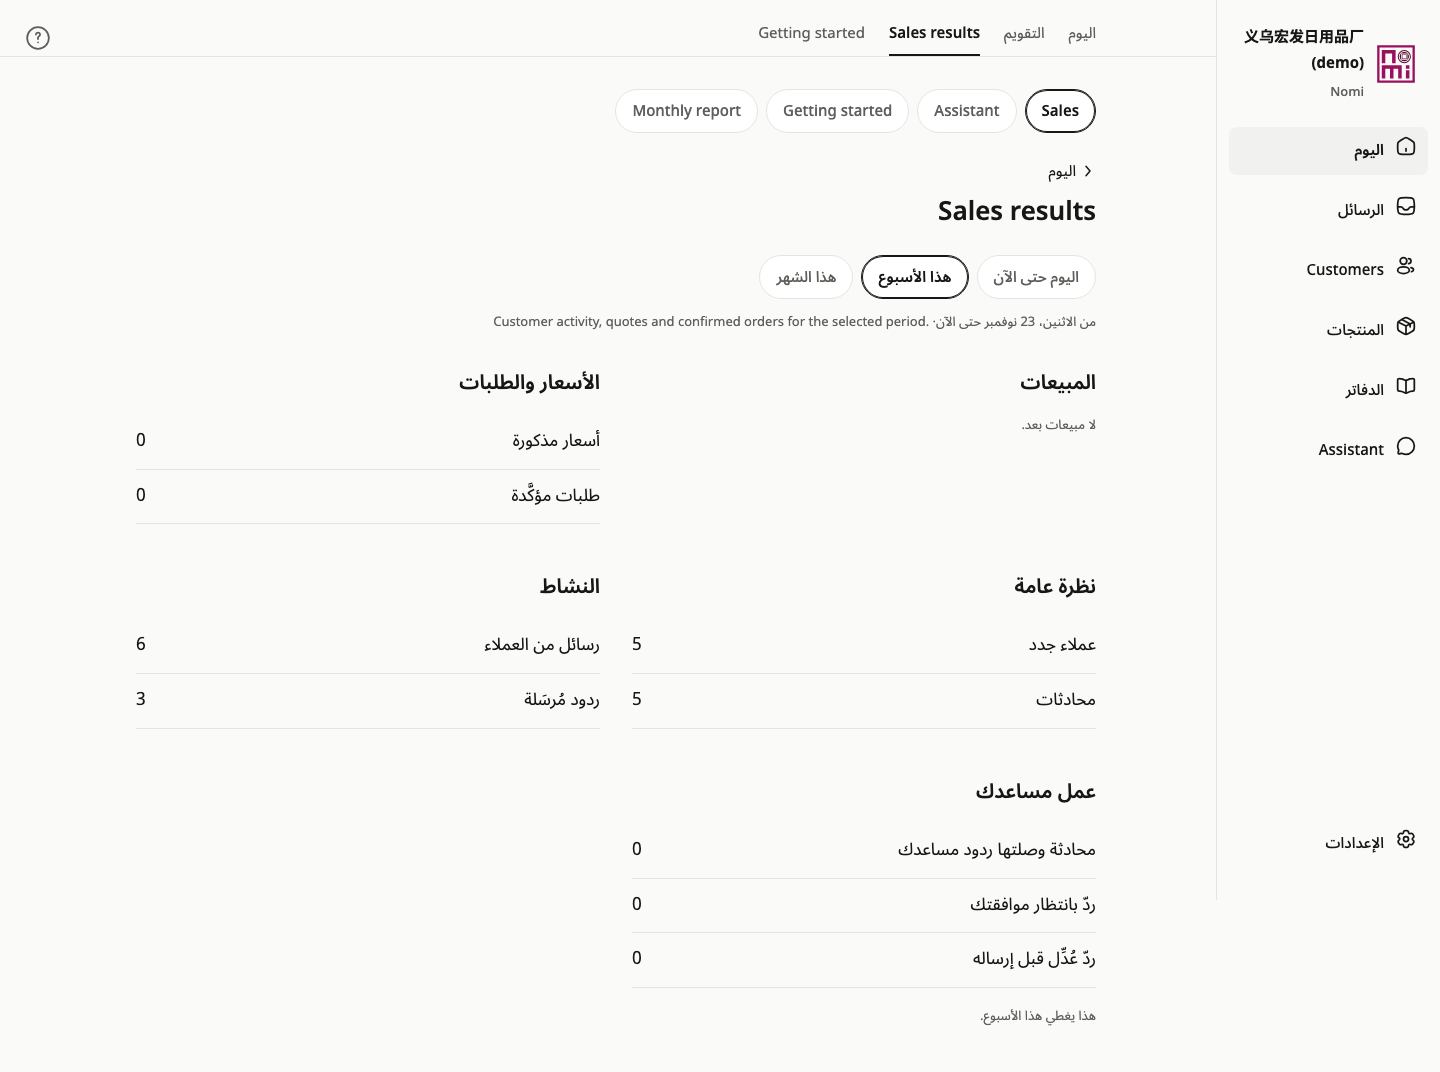 义乌宏发日用品厂
(demo)
Nomi
اليوم
الرسائل
Customers
المنتجات
الدفاتر
Assistant
الإعدادات
اليوم
التقويم
Sales results
Getting started
Sales
Assistant
Getting started
Monthly report
اليوم
Sales results
اليوم حتى الآن
هذا الأسبوع
هذا الشهر
من الاثنين، 23 نوفمبر حتى الآن· Customer activity, quotes and confirmed orders for the selected period.
المبيعات
لا مبيعات بعد.
الأسعار والطلبات
أسعار مذكورة 0
طلبات مؤكَّدة 0
نظرة عامة
عملاء جدد 5
محادثات 5
النشاط
رسائل من العملاء 6
ردود مُرسَلة 3
عمل مساعدك
محادثة وصلتها ردود مساعدك 0
ردّ بانتظار موافقتك 0
ردّ عُدِّل قبل إرساله 0
هذا يغطي هذا الأسبوع.